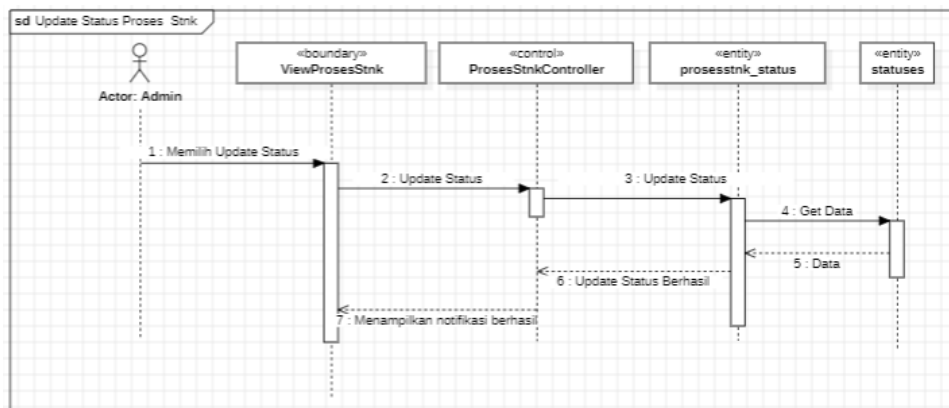 sd Update Status Proses Stnk
«boundary»
ViewProsesStnk
«control»
ProsesStnkController
«entity»
prosesstnk_status
«entity»
statuses
Actor: Admin
1 : Memilih Update Status
2 : Update Status
3 : Update Status
4 : Get Data
5 : Data
6 : Update Status Berhasil
7 : Menampilkan notifikasi berhasil